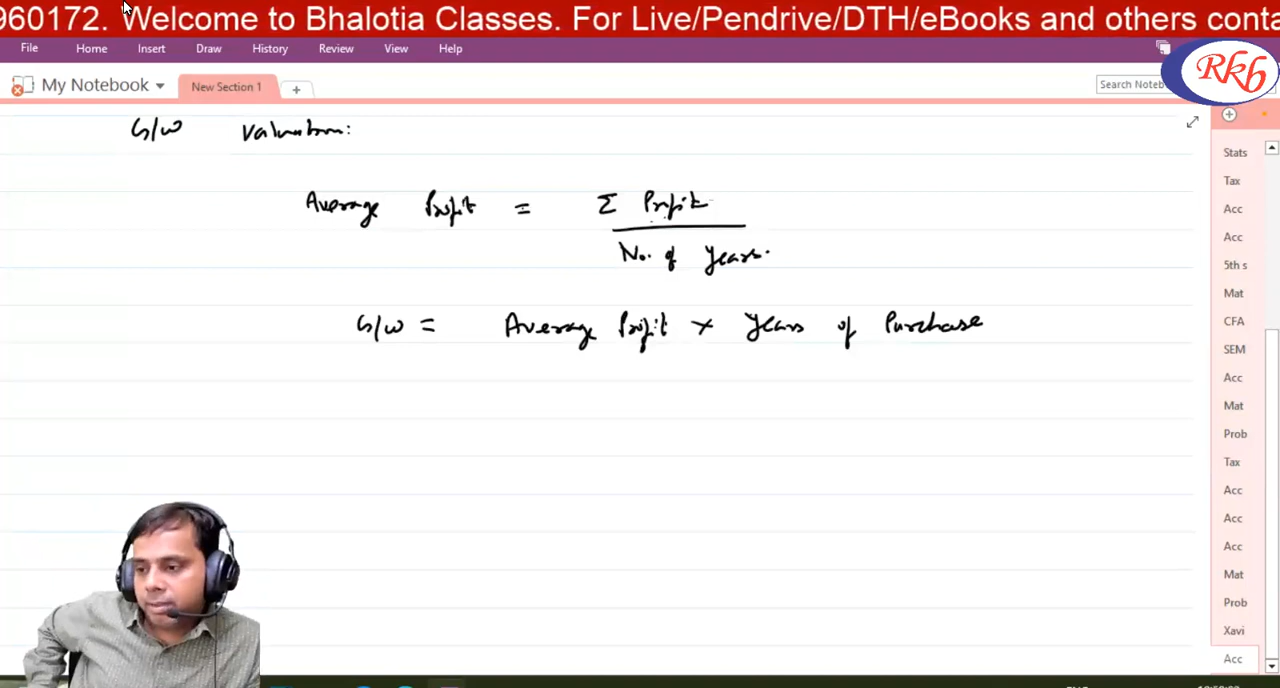 960172. Welcome to Bhalotia Classes. For Live/Pendrive/DTH/eBooks and others conta
File Home Insert Draw History Review View Help
Rkb
My Notebook New Section 1 + Search Noteb
G/W Valuation:
Average Profit = Σ Profit
No. of Years.
G/W = Average Profit × Years of Purchase
Stats
Tax
Acc
Acc
5th s
Mat
CFA
SEM
Acc
Mat
Prob
Tax
Acc
Acc
Acc
Mat
Prob
Xavi
Acc